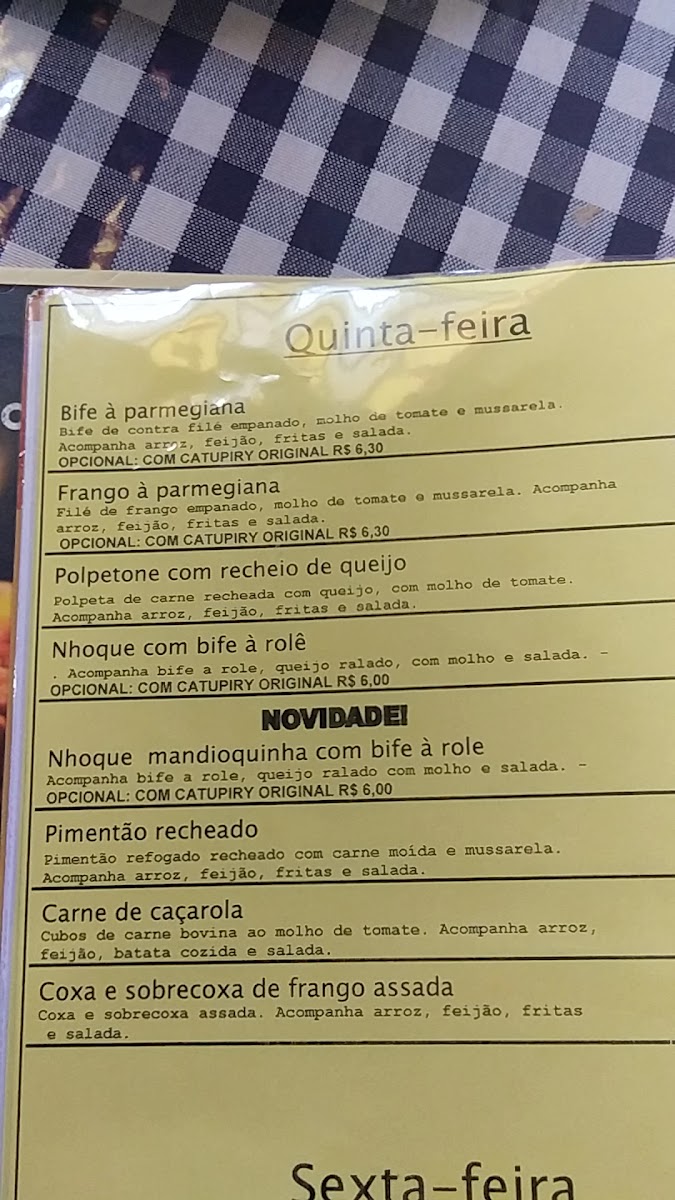 Quinta-feira
Bife à parmegiana
Bife de contra filé empanado, molho de tomate e mussarela.
Acompanha arroz, feijão, fritas e salada.
OPCIONAL: COM CATUPIRY ORIGINAL R$ 6,30
Frango à parmegiana
Filé de frango empanado, molho de tomate e mussarela. Acompanha
arroz, feijão, fritas e salada.
OPCIONAL: COM CATUPIRY ORIGINAL R$ 6,30
Polpetone com recheio de queijo
Polpeta de carne recheada com queijo, com molho de tomate.
Acompanha arroz, feijão, fritas e salada.
Nhoque com bife à rolê
. Acompanha bife a role, queijo ralado, com molho e salada. -
OPCIONAL: COM CATUPIRY ORIGINAL R$ 6,00
NOVIDADE!
Nhoque mandioquinha com bife à role
Acompanha bife a role, queijo ralado com molho e salada. -
OPCIONAL: COM CATUPIRY ORIGINAL R$ 6,00
Pimentão recheado
Pimentão refogado recheado com carne moída e mussarela.
Acompanha arroz, feijão, fritas e salada.
Carne de caçarola
Cubos de carne bovina ao molho de tomate. Acompanha arroz,
feijão, batata cozida e salada.
Coxa e sobrecoxa de frango assada
Coxa e sobrecoxa assada. Acompanha arroz, feijão, fritas
e salada.
Sexta-feira